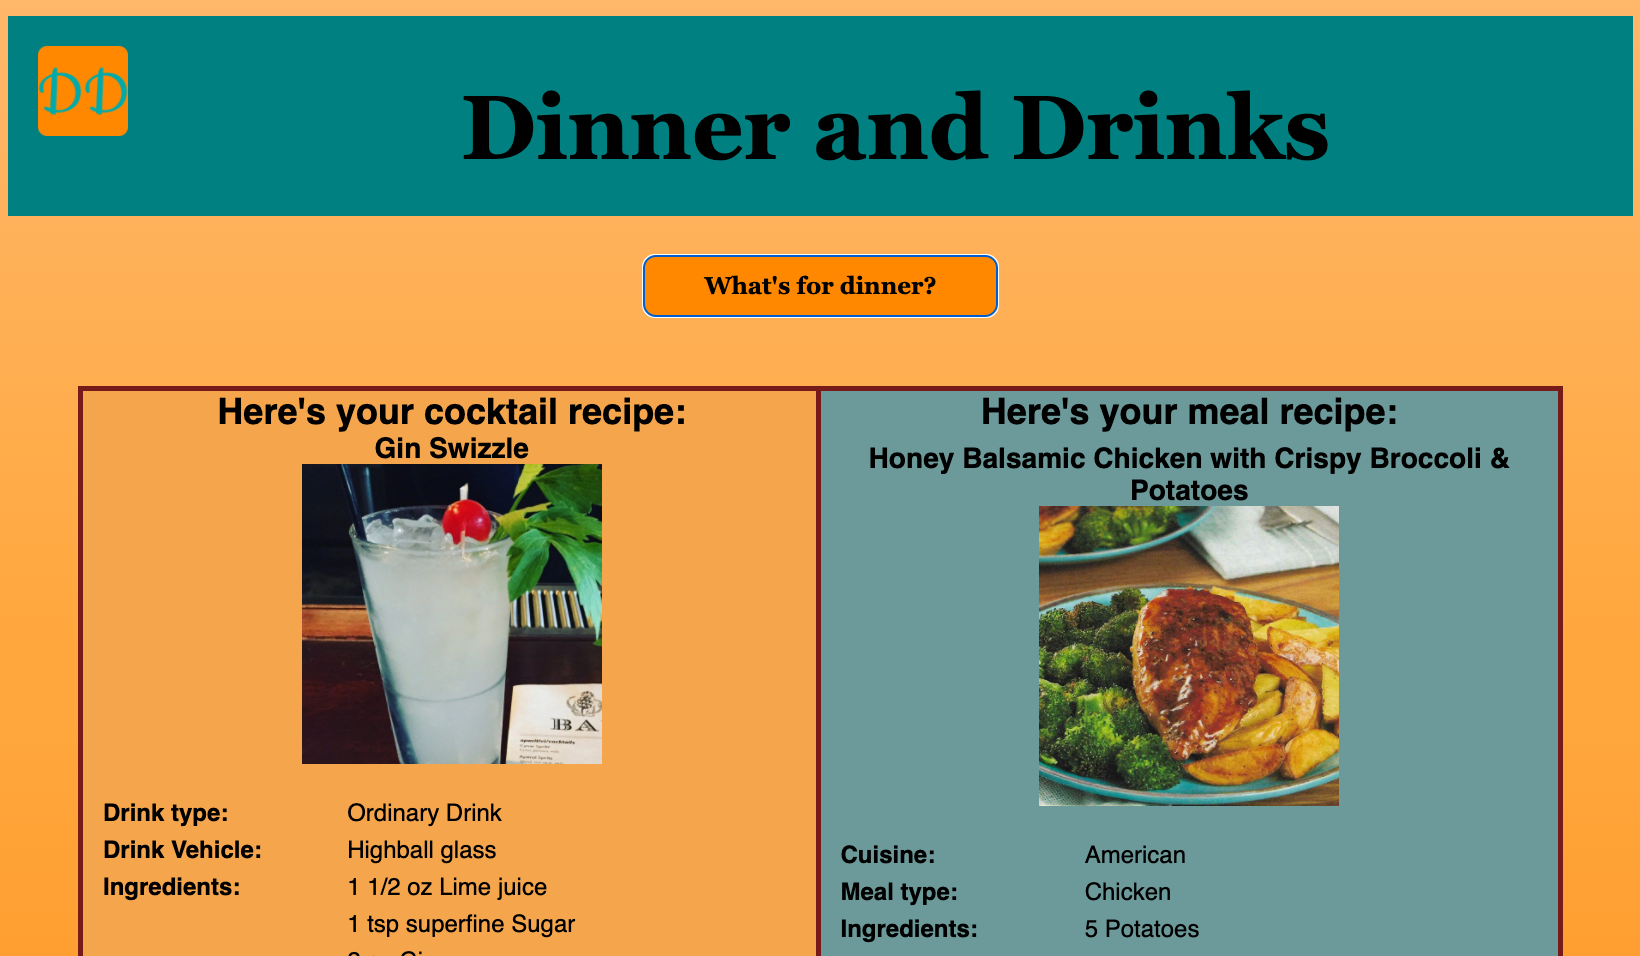 DD
Dinner and Drinks
What's for dinner?
Here's your cocktail recipe:
Gin Swizzle
BA
Drink type: Ordinary Drink
Drink Vehicle: Highball glass
Ingredients: 1 1/2 oz Lime juice
1 tsp superfine Sugar
Here's your meal recipe:
Honey Balsamic Chicken with Crispy Broccoli &
Potatoes
Cuisine: American
Meal type: Chicken
Ingredients: 5 Potatoes